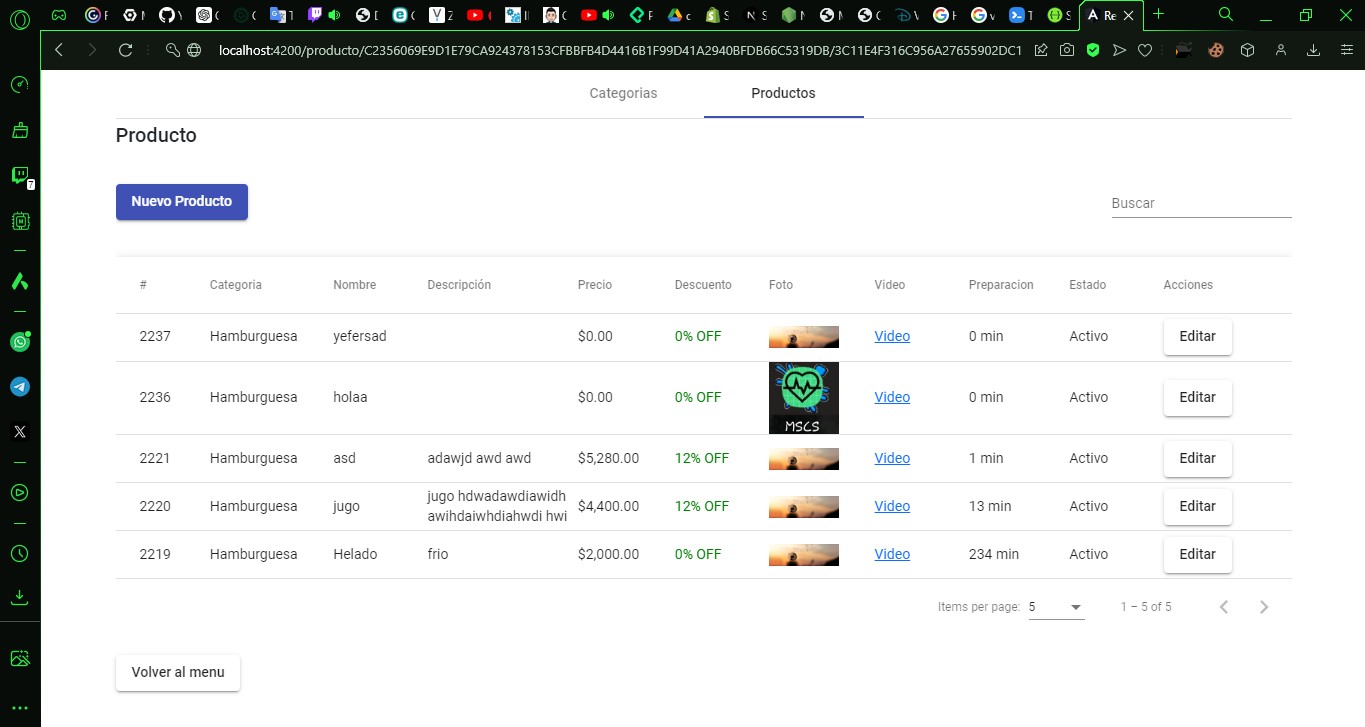 localhost:4200/producto/C2356069E9D1E79CA924378153CFBBFB4D4416B1F99D41A2940BFDB66C5319DB/3C11E4F316C956A27655902DC1
7
Categorias Productos
Producto
Nuevo Producto
Buscar
# Categoria Nombre Descripción Precio Descuento Foto Video Preparacion Estado Acciones
2237 Hamburguesa yefersad $0.00 0% OFF Video 0 min Activo Editar
2236 Hamburguesa holaa $0.00 0% OFF Video 0 min Activo Editar
MSCS
2221 Hamburguesa asd adawjd awd awd $5,280.00 12% OFF Video 1 min Activo Editar
2220 Hamburguesa jugo jugo hdwadawdiawidh awihdaiwhdiahwdi hwi $4,400.00 12% OFF Video 13 min Activo Editar
2219 Hamburguesa Helado frio $2,000.00 0% OFF Video 234 min Activo Editar
Items per page: 5 1 – 5 of 5
Volver al menu